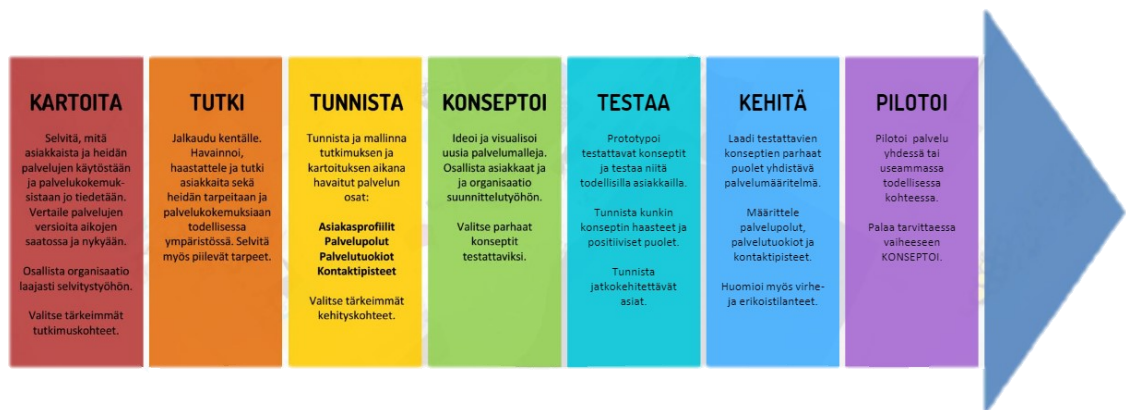 KARTOITA
Selvitä, mitä
asiakkaista ja heidän
palvelujen käytöstään
ja palvelukokemuk-
sistaan jo tiedetään.
Vertaile palvelujen
versioita aikojen
saatossa ja nykyään.
Osallista organisaatio
laajasti selvitystyöhön.
Valitse tärkeimmät
tutkimuskohteet.
TUTKI
Jalkaudu kentälle.
Havainnoi,
haastattele ja tutki
asiakkaita sekä
heidän tarpeitaan ja
palvelukokemuksiaan
todellisessa
ympäristössä. Selvitä
myös piilevät tarpeet.
TUNNISTA
Tunnista ja mallinna
tutkimuksen ja
kartoituksen aikana
havaitut palvelun
osat:
Asiakasprofiilit
Palvelupolut
Palvelutuokiot
Kontaktipisteet
Valitse tärkeimmät
kehityskohteet.
KONSEPTOI
Ideoi ja visualisoi
uusia palvelumalleja.
Osallista asiakkaat ja
ja organisaatio
suunnittelutyöhön.
Valitse parhaat
konseptit
testattaviksi.
TESTAA
Prototypoi
testattavat konseptit
ja testaa niitä
todellisilla asiakkailla.
Tunnista kunkin
konseptin haasteet ja
positiiviset puolet.
Tunnista
jatkokehitettävät
asiat.
KEHITÄ
Laadi testattavien
konseptien parhaat
puolet yhdistävä
palvelumääritelmä.
Määrittele
palvelupolut,
palvelutuokiot ja
kontaktipisteet.
Huomioi myös virhe-
ja erikoistilanteet.
PILOTOI
Pilotoi palvelu
yhdessä tai
useammassa
todellisessa
kohteessa.
Palaa tarvittaessa
vaiheeseen
KONSEPTOI.